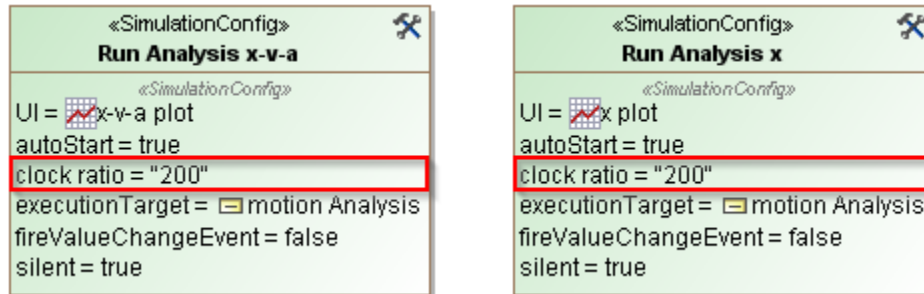 «SimulationConfig»
Run Analysis x-v-a
«SimulationConfig»
UI = x-v-a plot
autoStart = true
clock ratio = "200"
executionTarget = motion Analysis
fireValueChangeEvent = false
silent = true
«SimulationConfig»
Run Analysis x
«SimulationConfig»
UI = x plot
autoStart = true
clock ratio = "200"
executionTarget = motion Analysis
fireValueChangeEvent = false
silent = true